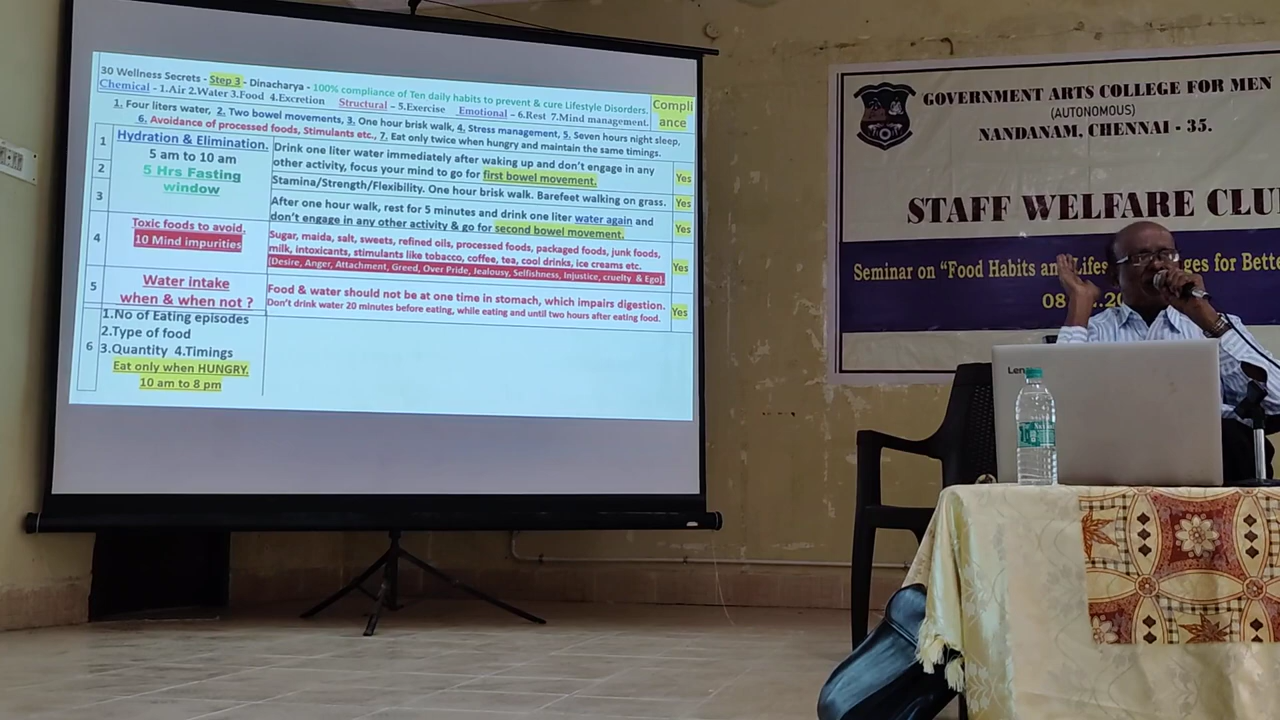 30 Wellness Secrets - Step 3 - Dinacharya - 100% compliance of Ten daily habits to prevent & cure Lifestyle Disorders.
Chemical - 1.Air 2.Water 3.Food 4.Excretion Structural - 5.Exercise Emotional - 6.Rest 7.Mind management.
Compli
ance
1. Four liters water, 2. Two bowel movements, 3. One hour brisk walk, 4. Stress management, 5. Seven hours night sleep,
6. Avoidance of processed foods, Stimulants etc., 7. Eat only twice when hungry and maintain the same timings.
1
Hydration & Elimination.
5 am to 10 am
5 Hrs Fasting
window
Drink one liter water immediately after waking up and don't engage in any
other activity, focus your mind to go for first bowel movement.
Yes
2
Stamina/Strength/Flexibility. One hour brisk walk. Barefeet walking on grass.
Yes
3
After one hour walk, rest for 5 minutes and drink one liter water again and
don't engage in any other activity & go for second bowel movement.
Yes
4
Toxic foods to avoid.
10 Mind impurities
Sugar, maida, salt, sweets, refined oils, processed foods, packaged foods, junk foods,
milk, intoxicants, stimulants like tobacco, coffee, tea, cool drinks, ice creams etc.
(Desire, Anger, Attachment, Greed, Over Pride, Jealousy, Selfishness, Injustice, cruelty & Ego).
Yes
5
Water intake
when & when not ?
Food & water should not be at one time in stomach, which impairs digestion.
Don't drink water 20 minutes before eating, while eating and until two hours after eating food.
Yes
6
1.No of Eating episodes
2.Type of food
3.Quantity 4.Timings
Eat only when HUNGRY.
10 am to 8 pm
GOVERNMENT ARTS COLLEGE FOR MEN
(AUTONOMOUS)
NANDANAM, CHENNAI - 35.
STAFF WELFARE CLU
Seminar on "Food Habits an Lifes ges for Bette
08
Len